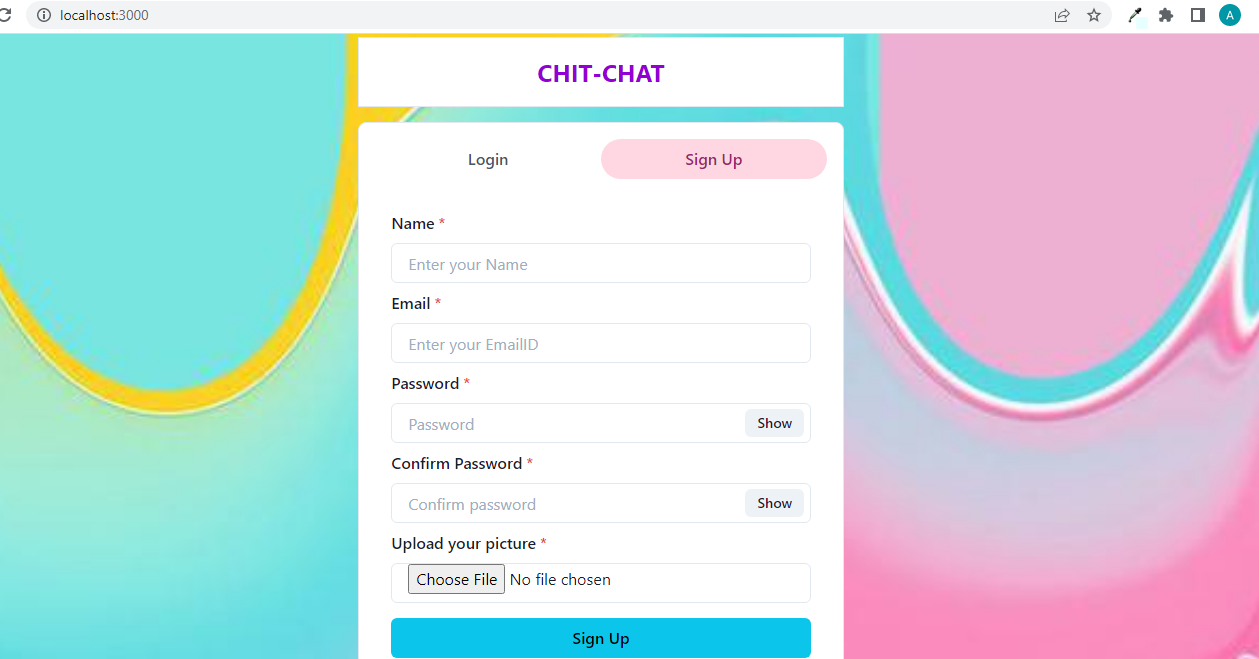 localhost:3000
A
CHIT-CHAT
Login
Sign Up
Name *
Enter your Name
Email *
Enter your EmailID
Password *
Password
Show
Confirm Password *
Confirm password
Show
Upload your picture *
Choose File No file chosen
Sign Up